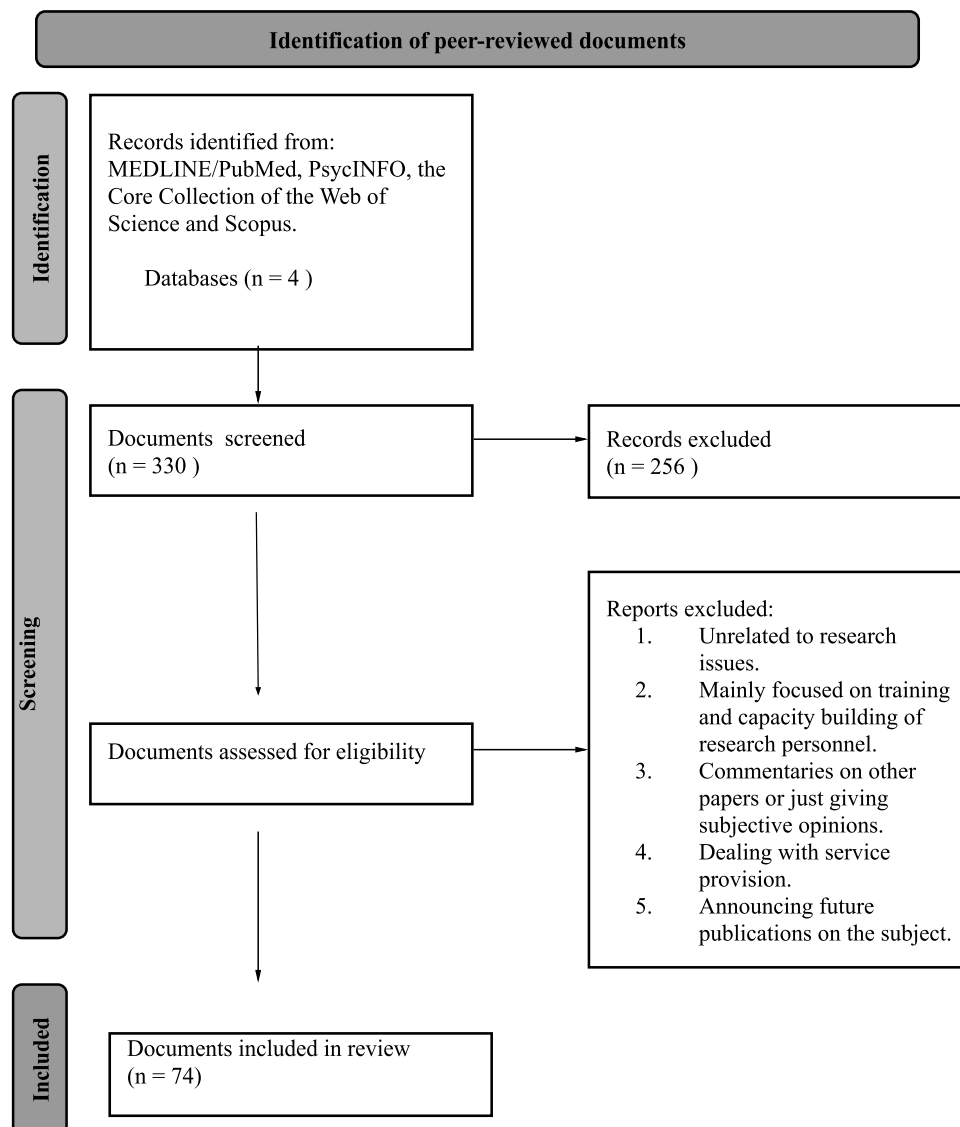 Identification of peer-reviewed documents
Identification
Records identified from:
MEDLINE/PubMed, PsycINFO, the
Core Collection of the Web of
Science and Scopus.
Databases (n = 4 )
Screening
Documents  screened
(n = 330 )
Records excluded
(n = 256 )
Documents assessed for eligibility
Reports excluded:
1. Unrelated to research
issues.
2. Mainly focused on training
and capacity building of
research personnel.
3. Commentaries on other
papers or just giving
subjective opinions.
4. Dealing with service
provision.
5. Announcing future
publications on the subject.
Included
Documents included in review
(n = 74)